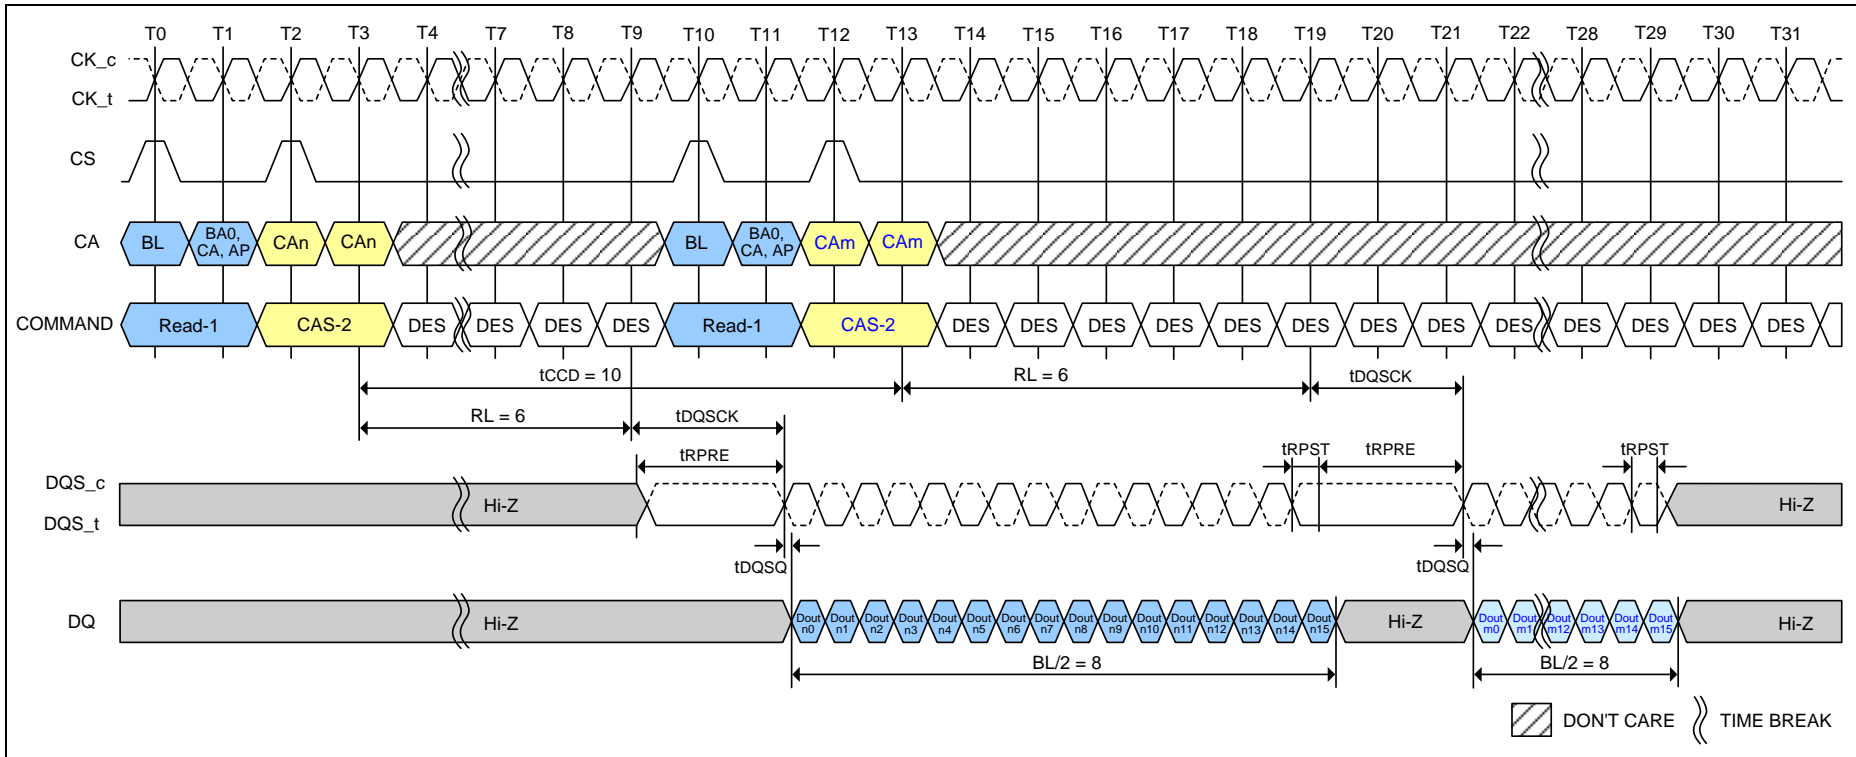 T0 T1 T2 T3 T4 T7 T8 T9 T10 T11 T12 T13 T14 T15 T16 T17 T18 T19 T20 T21 T22 T28 T29 T30 T31
CK_c
CK_t
CS
CA BL BA0, CA, AP CAn CAn BL BA0, CA, AP CAm CAm
COMMAND Read-1 CAS-2 DES DES DES DES Read-1 CAS-2 DES DES DES DES DES DES DES DES DES DES DES DES DES
tCCD = 10 RL = 6 tDQSCK
RL = 6 tDQSCK
tRPRE tRPST tRPRE tRPST
DQS_c
DQS_t
Hi-Z Hi-Z
tDQSQ tDQSQ
DQ Hi-Z Dout n0 Dout n1 Dout n2 Dout n3 Dout n4 Dout n5 Dout n6 Dout n7 Dout n8 Dout n9 Dout n10 Dout n11 Dout n12 Dout n13 Dout n14 Dout n15 Hi-Z Dout m0 Dout m1 Dout m12 Dout m13 Dout m14 Dout m15 Hi-Z
BL/2 = 8 BL/2 = 8
DON'T CARE TIME BREAK